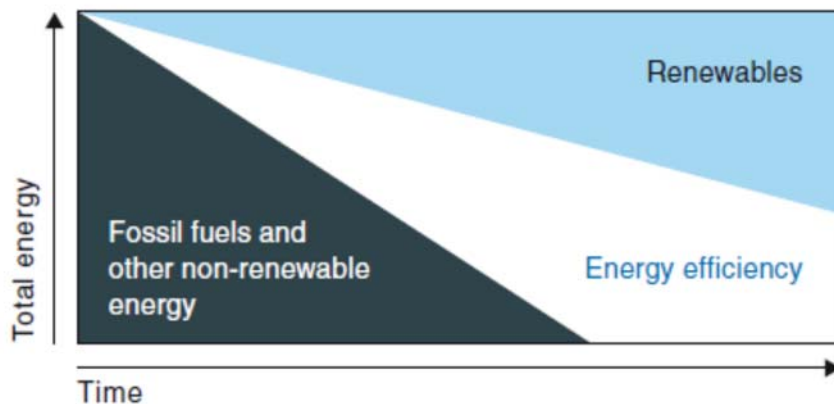 Total energy
Renewables
Fossil fuels and
other non-renewable
energy
Energy efficiency
Time